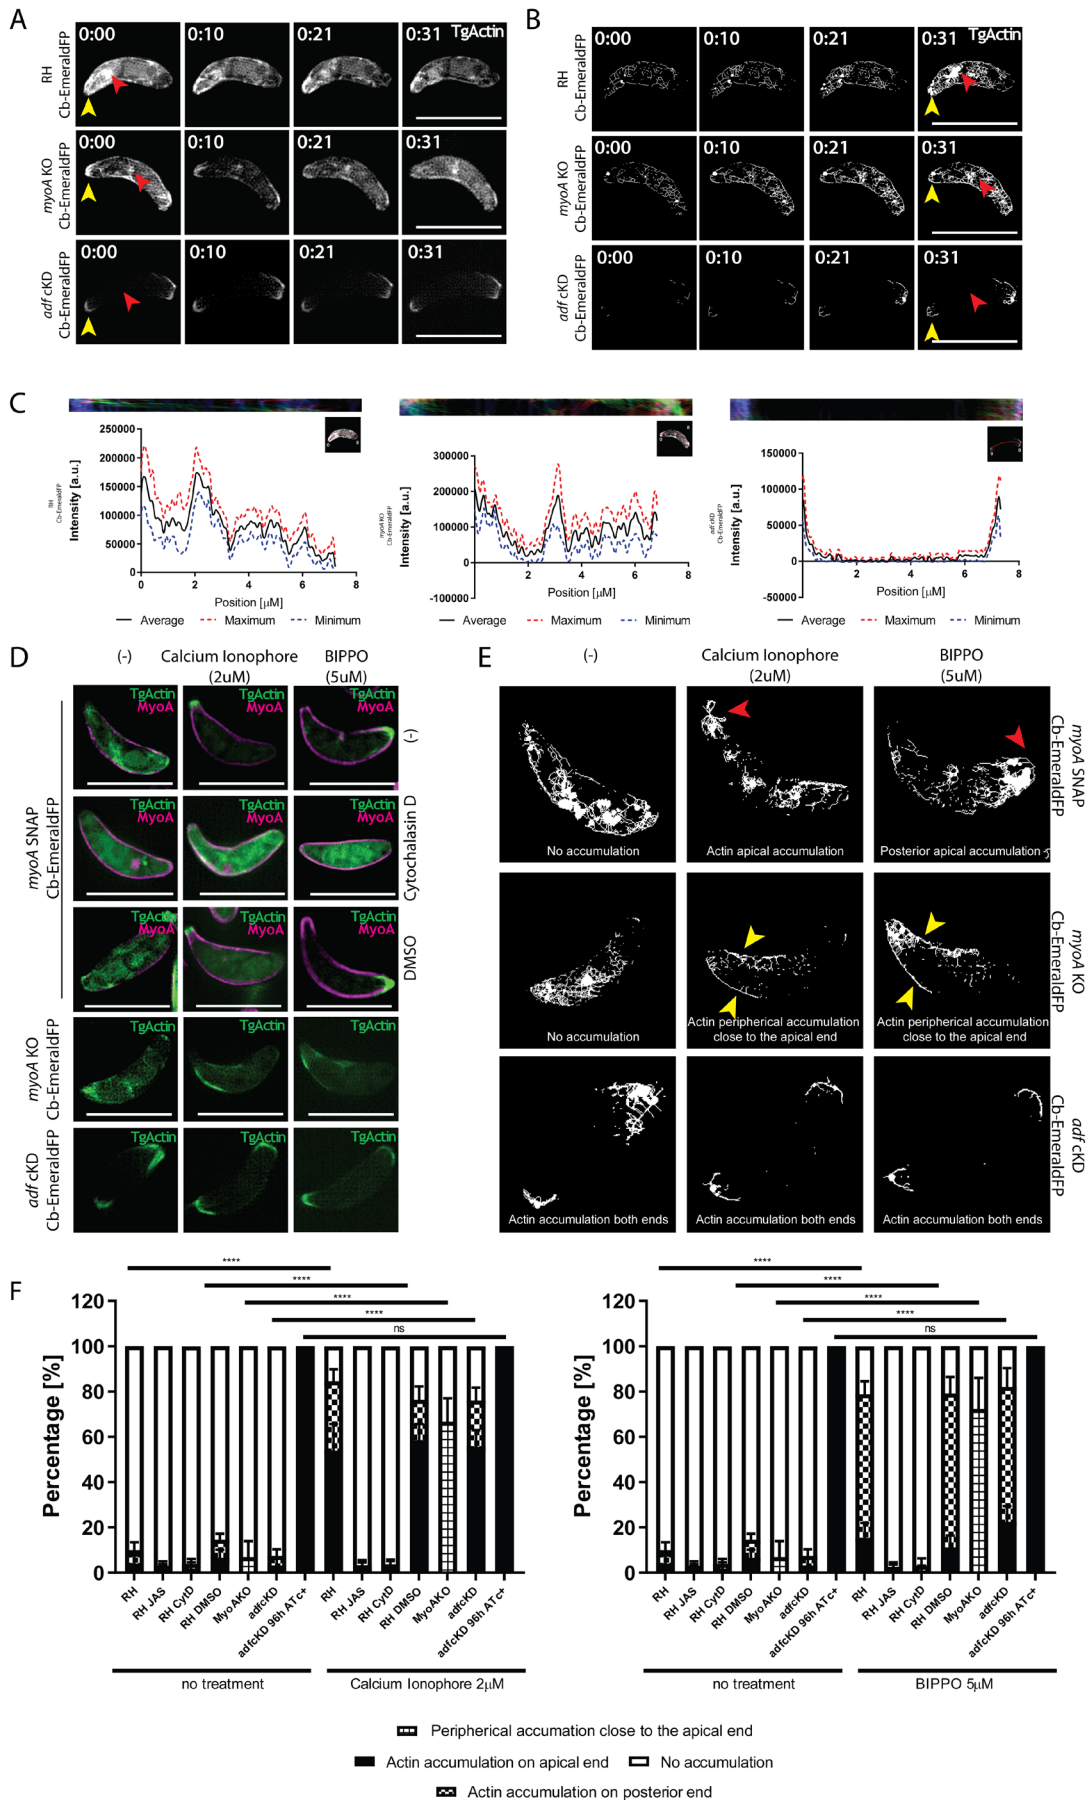 A
RH
Cb-EmeraldFP
0:00
0:10
0:21
0:31
TgActin
myoA KO
Cb-EmeraldFP
0:00
0:10
0:21
0:31
adf cKD
Cb-EmeraldFP
0:00
0:10
0:21
0:31
B
RH
Cb-EmeraldFP
0:00
0:10
0:21
0:31
TgActin
myoA KO
Cb-EmeraldFP
0:00
0:10
0:21
0:31
adf cKD
Cb-EmeraldFP
0:00
0:10
0:21
0:31
C
RH
Cb-EmeraldFP
Intensity [a.u.]
250000
200000
150000
100000
50000
0
0 2 4 6 8
Position [μM]
Average Maximum Minimum
myoA KO
Cb-EmeraldFP
Intensity [a.u.]
300000
200000
100000
0
-100000
2 4 6 8
Position [μM]
Average Maximum Minimum
adf cKD
Cb-EmeraldFP
Intensity [a.u.]
150000
100000
50000
0
-50000
2 4 6 8
Position [μM]
Average Maximum Minimum
D
(-)
Calcium Ionophore
(2uM)
BIPPO
(5uM)
myoA SNAP
Cb-EmeraldFP
TgActin
MyoA
TgActin
MyoA
TgActin
MyoA
(-)
TgActin
MyoA
TgActin
MyoA
TgActin
MyoA
Cytochalasin D
TgActin
MyoA
TgActin
MyoA
TgActin
MyoA
DMSO
myoA KO
Cb-EmeraldFP
TgActin
TgActin
TgActin
adf cKD
Cb-EmeraldFP
TgActin
TgActin
TgActin
E
(-)
Calcium Ionophore
(2uM)
BIPPO
(5uM)
No accumulation
Actin apical accumulation
Posterior apical accumulation
myoA SNAP
Cb-EmeraldFP
No accumulation
Actin peripherical accumulation
close to the apical end
Actin peripherical accumulation
close to the apical end
myoA KO
Cb-EmeraldFP
Actin accumulation both ends
Actin accumulation both ends
Actin accumulation both ends
adf cKD
Cb-EmeraldFP
F
****
****
****
****
ns
Percentage [%]
120
100
80
60
40
20
0
RH
RH JAS
RH CytD
RH DMSO
MyoAKO
adfcKD
adfcKD 96h ATc+
RH
RH JAS
RH CytD
RH DMSO
MyoAKO
adfcKD
adfcKD 96h ATc+
no treatment
Calcium Ionophore 2μM
****
****
****
****
ns
Percentage [%]
120
100
80
60
40
20
0
RH
RH JAS
RH CytD
RH DMSO
MyoAKO
adfcKD
adfcKD 96h ATc+
RH
RH JAS
RH CytD
RH DMSO
MyoAKO
adfcKD
adfcKD 96h ATc+
no treatment
BIPPO 5μM
Peripherical accumation close to the apical end
Actin accumulation on apical end
No accumulation
Actin accumulation on posterior end